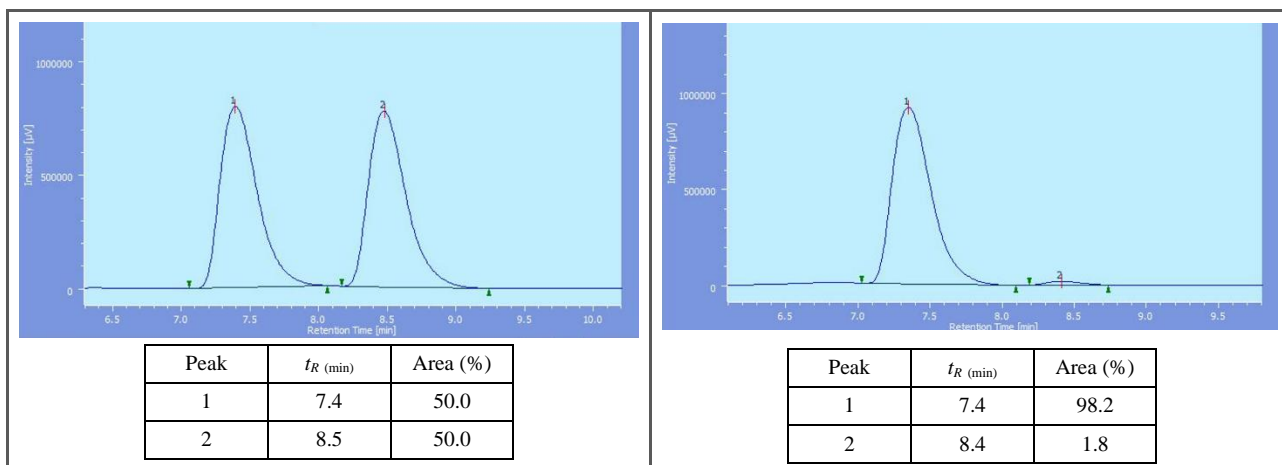 1
2
1000000
500000
0
Intensity [µV]
6.5
7.0
7.5
8.0
8.5
9.0
9.5
10.0
Retention Time [min]
Peak tR (min) Area (%)
1 7.4 50.0
2 8.5 50.0
1
2
1000000
500000
0
Intensity [µV]
6.5
7.0
7.5
8.0
8.5
9.0
9.5
Retention Time [min]
Peak tR (min) Area (%)
1 7.4 98.2
2 8.4 1.8